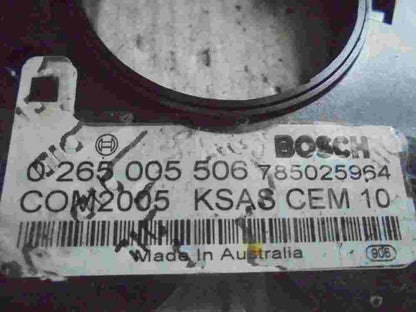 BOSCH
0 265 005 506 785025964
COM2005 KSAS CEM 10
Made In Australia
906